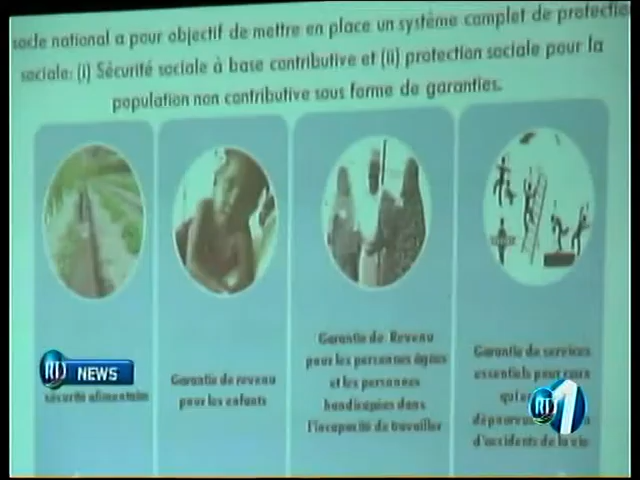 socle national a pour objectif de mettre en place un système complet de protection
sociale: (i) Sécurité sociale à base contributive et (ii) protection sociale pour la
population non contributive sous forme de garanties.
sécurité alimentaire
Garantie de revenu
pour les enfants
Garantie de Revenu
pour les personnes âgées
et les personnes
handicapées dans
l'incapacité de travailler
Garantie de services
essentiels pour ceux
d'accidents de la vie
RTD NEWS
RTD 1